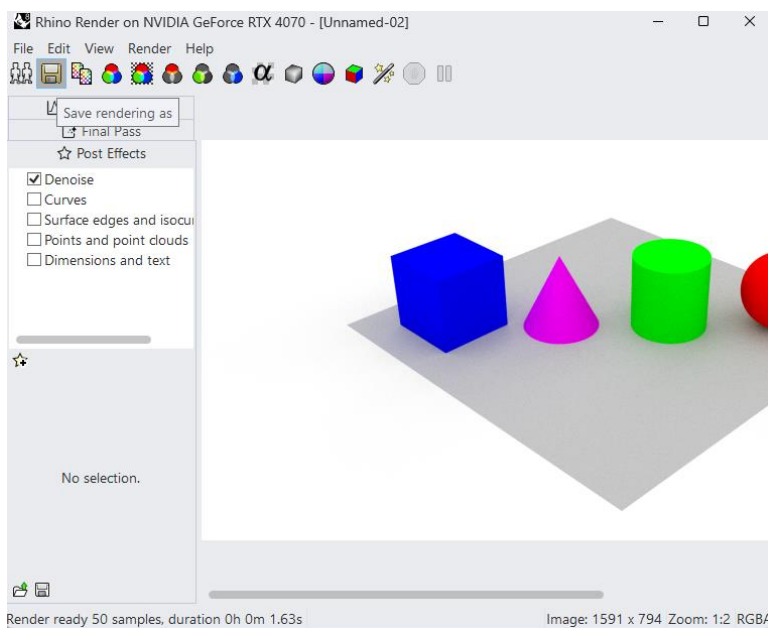 Rhino Render on NVIDIA GeForce RTX 4070 - [Unnamed-02]
File Edit View Render Help
α
Save rendering as
Final Pass
Post Effects
Denoise
Curves
Surface edges and isocu
Points and point clouds
Dimensions and text
No selection.
Render ready 50 samples, duration 0h 0m 1.63s
Image: 1591 x 794 Zoom: 1:2 RGBA